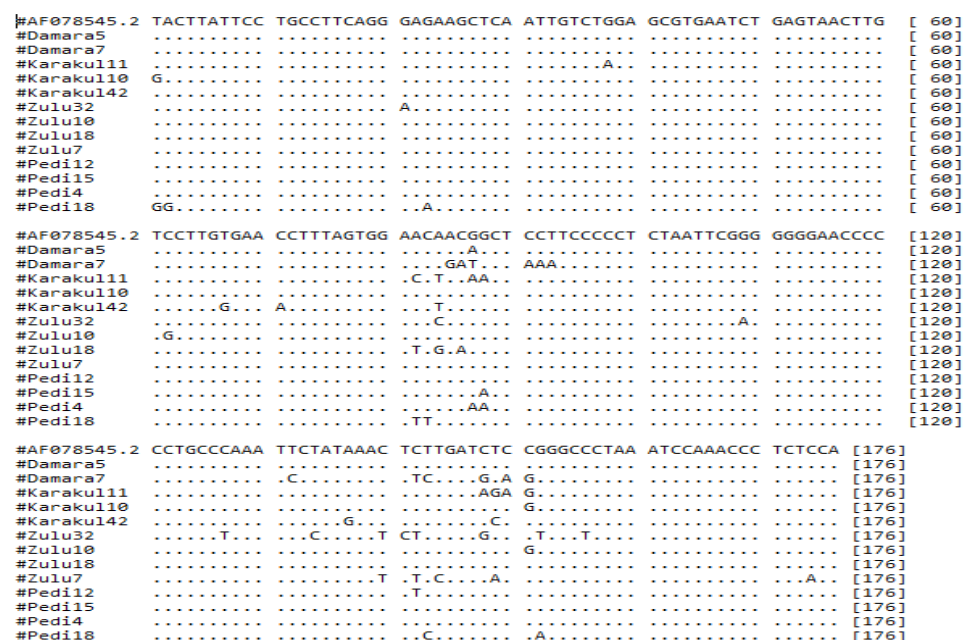 #AF078545.2 TACTTATTCC TGCCTTCAGG GAGAAGCTCA ATTGTCTGGA GCGTGAATCT GAGTAACTTG [ 60]
#Damara5 .......... .......... .......... .......... .......... .......... [ 60]
#Damara7 .......... .......... .......... .......... .......... .......... [ 60]
#Karakul11 .......... .......... .......... .......A.. .......... .......... [ 60]
#Karakul10 G......... .......... .......... .......... .......... .......... [ 60]
#Karakul42 .......... .......... .......... .......... .......... .......... [ 60]
#Zulu32 .......... .......... A......... .......... .......... .......... [ 60]
#Zulu10 .......... .......... .......... .......... .......... .......... [ 60]
#Zulu18 .......... .......... .......... .......... .......... .......... [ 60]
#Zulu7 .......... .......... .......... .......... .......... .......... [ 60]
#Pedi12 .......... .......... .......... .......... .......... .......... [ 60]
#Pedi15 .......... .......... .......... .......... .......... .......... [ 60]
#Pedi4 .......... .......... .......... .......... .......... .......... [ 60]
#Pedi18 GG........ .......... ..A....... .......... .......... .......... [ 60]
#AF078545.2 TCCTTGTGAA CCTTTAGTGG AACAACGGCT CCTTCCCCCT CTAATTCGGG GGGGAACCCC [120]
#Damara5 .......... .......... ......A... .......... .......... .......... [120]
#Damara7 .......... .......... ....GAT... AAA....... .......... .......... [120]
#Karakul11 .......... .......... .C.T..AA.. .......... .......... .......... [120]
#Karakul10 .......... .......... .......... .......... .......... .......... [120]
#Karakul42 ......G... A......... ...T...... .......... .......... .......... [120]
#Zulu32 .......... .......... ...C...... .......... ........A. .......... [120]
#Zulu10 .G........ .......... .......... .......... .......... .......... [120]
#Zulu18 .......... .......... .T.G.A.... .......... .......... .......... [120]
#Zulu7 .......... .......... .......... .......... .......... .......... [120]
#Pedi12 .......... .......... .......... .......... .......... .......... [120]
#Pedi15 .......... .......... .......A.. .......... .......... .......... [120]
#Pedi4 .......... .......... ......AA.. .......... .......... .......... [120]
#Pedi18 .......... .......... .TT....... .......... .......... .......... [120]
#AF078545.2 CCTGCCCAAA TTCTATAAAC TCTTGATCTC CGGGCCCTAA ATCCAAACCC TCTCCA [176]
#Damara5 .......... .......... .......... .......... .......... ...... [176]
#Damara7 .......... .C........ .TC....G.A G......... .......... ...... [176]
#Karakul11 .......... .......... .......AGA G......... .......... ...... [176]
#Karakul10 .......... .......... .......... G......... .......... ...... [176]
#Karakul42 .......... ......G... ........C. .......... .......... ...... [176]
#Zulu32 ......T... ...C.....T CT.....G.. .T...T.... .......... ...... [176]
#Zulu10 .......... .......... .......... G......... .......... ...... [176]
#Zulu18 .......... .......... .......... .......... .......... ...... [176]
#Zulu7 .......... .........T .T.C....A. .......... .......... ...A.. [176]
#Pedi12 .......... .......... .T........ .......... .......... ...... [176]
#Pedi15 .......... .......... .......... .......... .......... ...... [176]
#Pedi4 .......... .......... .......... .......... .......... ...... [176]
#Pedi18 .......... .......... ..C....... .A........ .......... ...... [176]